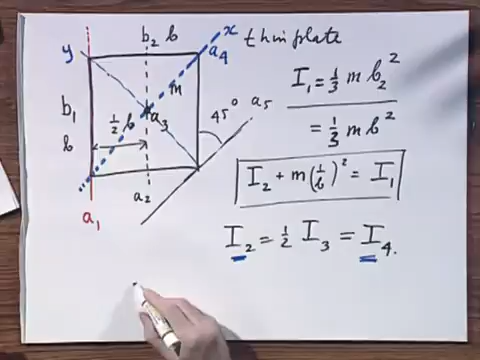 b₂ b
x
thin plate
y
a₄
m
I₁ = ⅓ m b₂²
b₁
½ b
a₃
45°
a₅
= ⅓ m b²
b
I₂ + m(½b)² = I₁
a₂
a₁
I₂ = ½ I₃ = I₄.